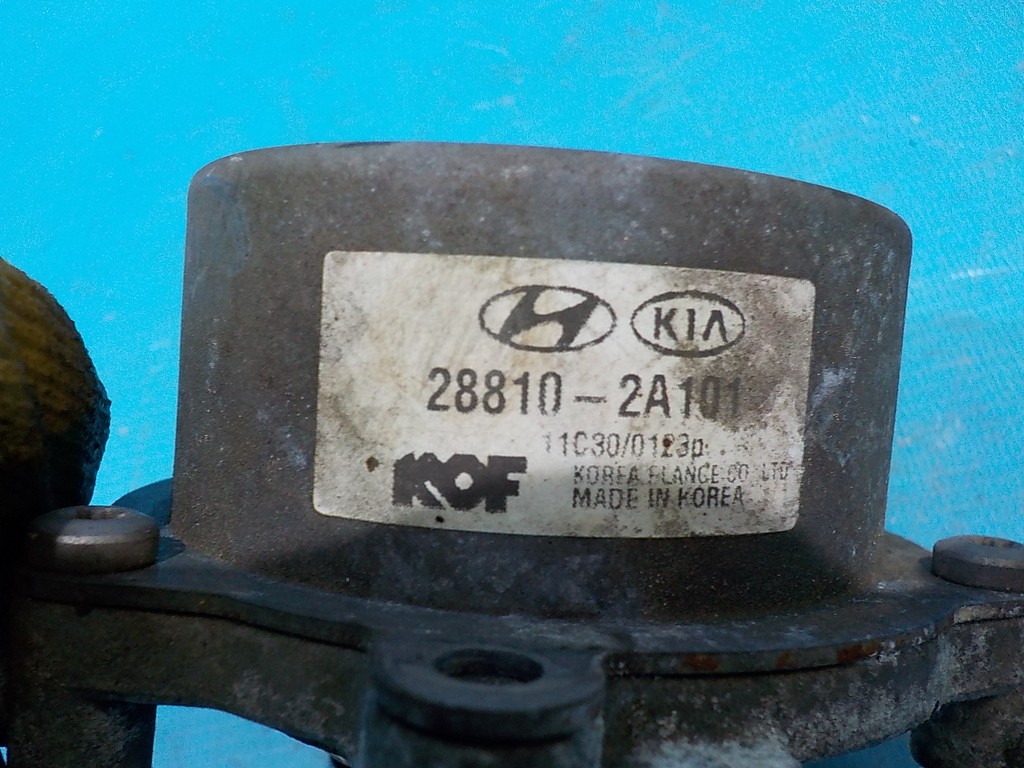 KIA
28810-2A101
11C30/0123p
KOF
KOREA FLANGE CO., LTD
MADE IN KOREA